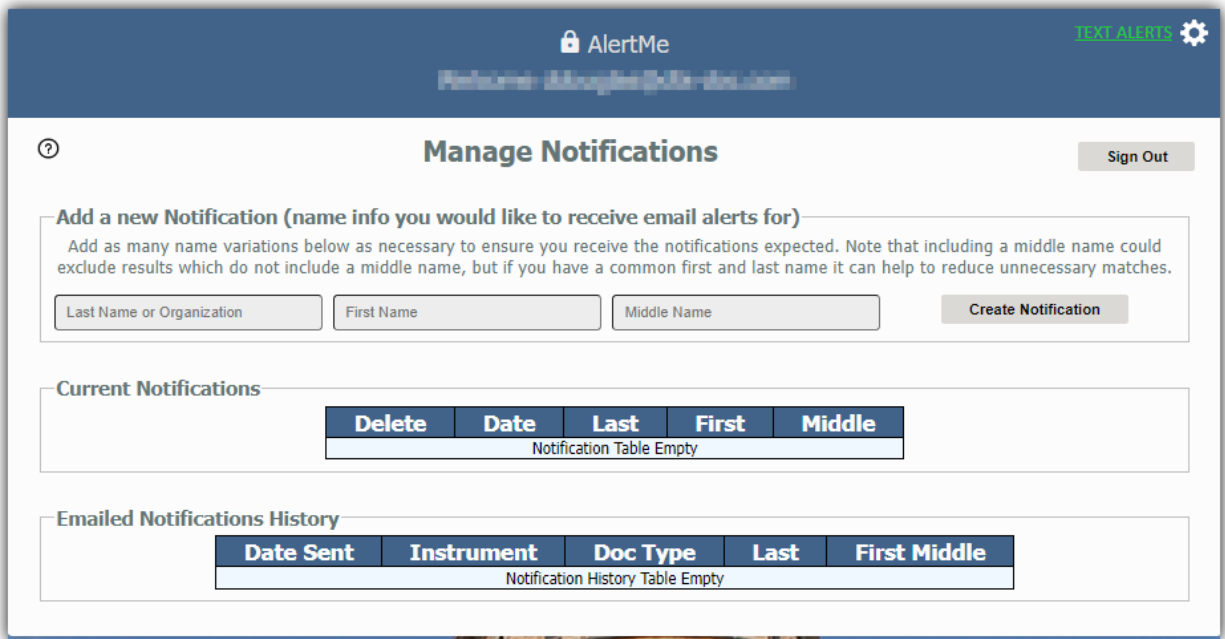 AlertMe
TEXT ALERTS
Manage Notifications
Sign Out
Add a new Notification (name info you would like to receive email alerts for)
Add as many name variations below as necessary to ensure you receive the notifications expected. Note that including a middle name could
exclude results which do not include a middle name, but if you have a common first and last name it can help to reduce unnecessary matches.
Last Name or Organization First Name Middle Name Create Notification
Current Notifications
Delete Date Last First Middle
Notification Table Empty
Emailed Notifications History
Date Sent Instrument Doc Type Last First Middle
Notification History Table Empty